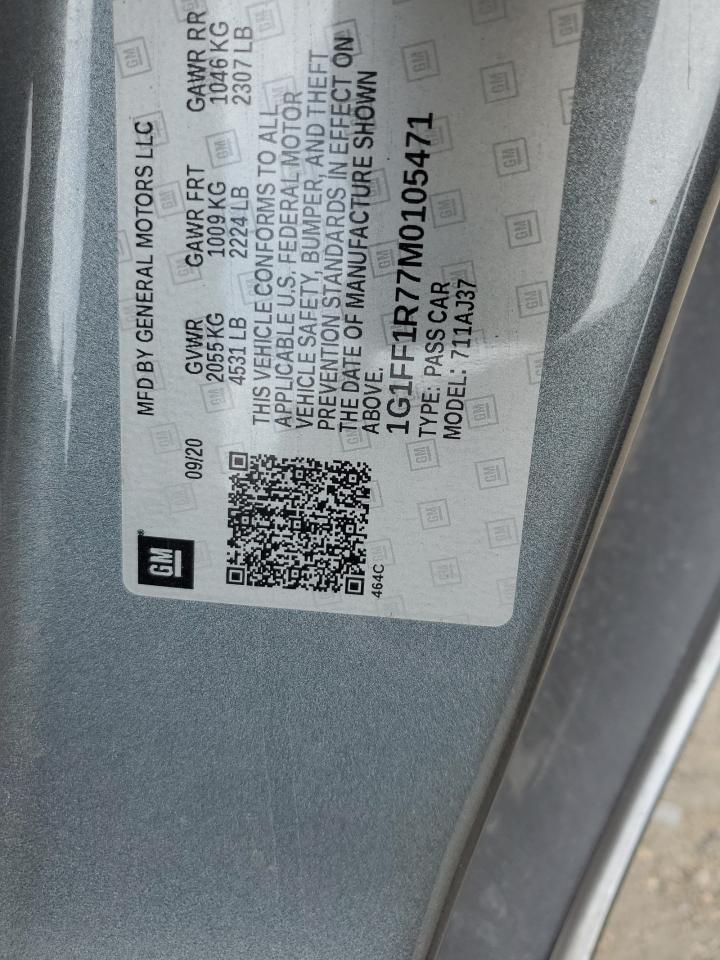 GM
09/20
MFD BY GENERAL MOTORS LLC
GVWR GAWR FRT GAWR RR
2055 KG 1009 KG 1046 KG
4531 LB 2224 LB 2307 LB
THIS VEHICLE CONFORMS TO ALL
APPLICABLE U.S. FEDERAL MOTOR
VEHICLE SAFETY, BUMPER, AND THEFT
PREVENTION STANDARDS IN EFFECT ON
THE DATE OF MANUFACTURE SHOWN
ABOVE.
1G1FF1R77M0105471
TYPE: PASS CAR
MODEL: 711AJ37
464C